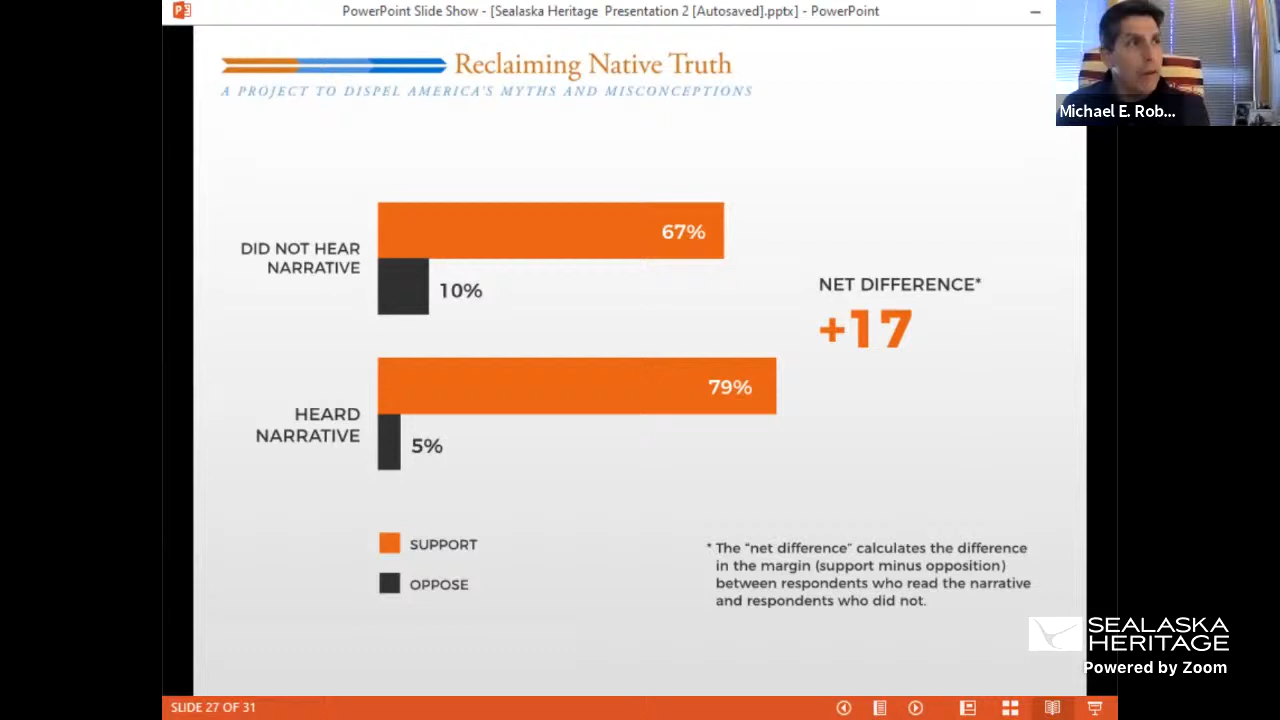 PowerPoint Slide Show - [Sealaska Heritage  Presentation 2 [Autosaved].pptx] - PowerPoint
Reclaiming Native Truth
A PROJECT TO DISPEL AMERICA'S MYTHS AND MISCONCEPTIONS
Michael E. Rob...
67%
DID NOT HEAR
NARRATIVE
10%
NET DIFFERENCE*
+17
79%
HEARD
NARRATIVE
5%
SUPPORT
OPPOSE
* The “net difference” calculates the difference
in the margin (support minus opposition)
between respondents who read the narrative
and respondents who did not.
SEALASKA
HERITAGE
Powered by Zoom
SLIDE 27 OF 31